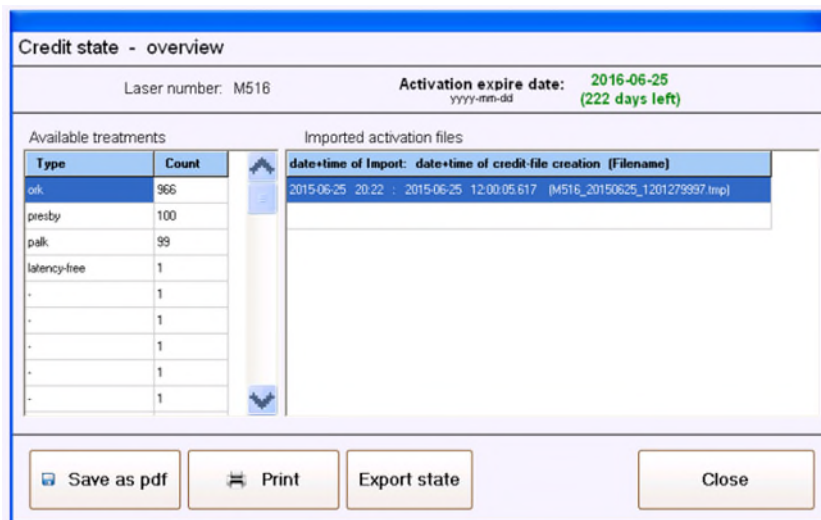 Credit state - overview
Laser number: M516
Activation expire date:
yyyy-mm-dd
2016-06-25
(222 days left)
Available treatments
Type Count
ork 966
presby 100
palk 99
latency-free 1
- 1
- 1
- 1
- 1
- 1
Imported activation files
date+time of Import: date+time of credit-file creation (Filename)
2015-06-25 20:22 : 2015-06-25 12:00:05.617 (M516_20150625_1201279997.tmp)
Save as pdf
Print
Export state
Close